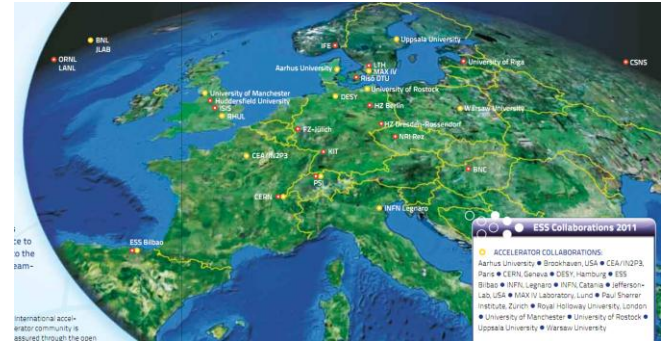 BNL
JLAB
ORNL
LANL
IFE
Uppsala University
CSNS
Aarhus University
LTH
MAX IV
Risö DTU
University of Riga
University of Manchester
Huddersfield University
ISIS
RHUL
DESY
University of Rostock
HZ Berlin
Warsaw University
FZ-Jülich
HZ Dresden-Rossendorf
NRI Rez
CEA/IN2P3
KIT
BNC
PSI
CERN
INFN Legnaro
ESS Bilbao
ce to
to the
eam-
International accel-
erator community is
assured through the open
ESS Collaborations 2011
ACCELERATOR COLLABORATIONS:
Aarhus University • Brookhaven, USA • CEA/IN2P3,
Paris • CERN, Geneva • DESY, Hamburg • ESS
Bilbao • INFN, Legnaro • INFN, Catania • Jefferson-
Lab, USA • MAX IV Laboratory, Lund • Paul Sherrer
Institute, Zürich • Royal Holloway University, London
• University of Manchester • University of Rostock •
Uppsala University • Warsaw University